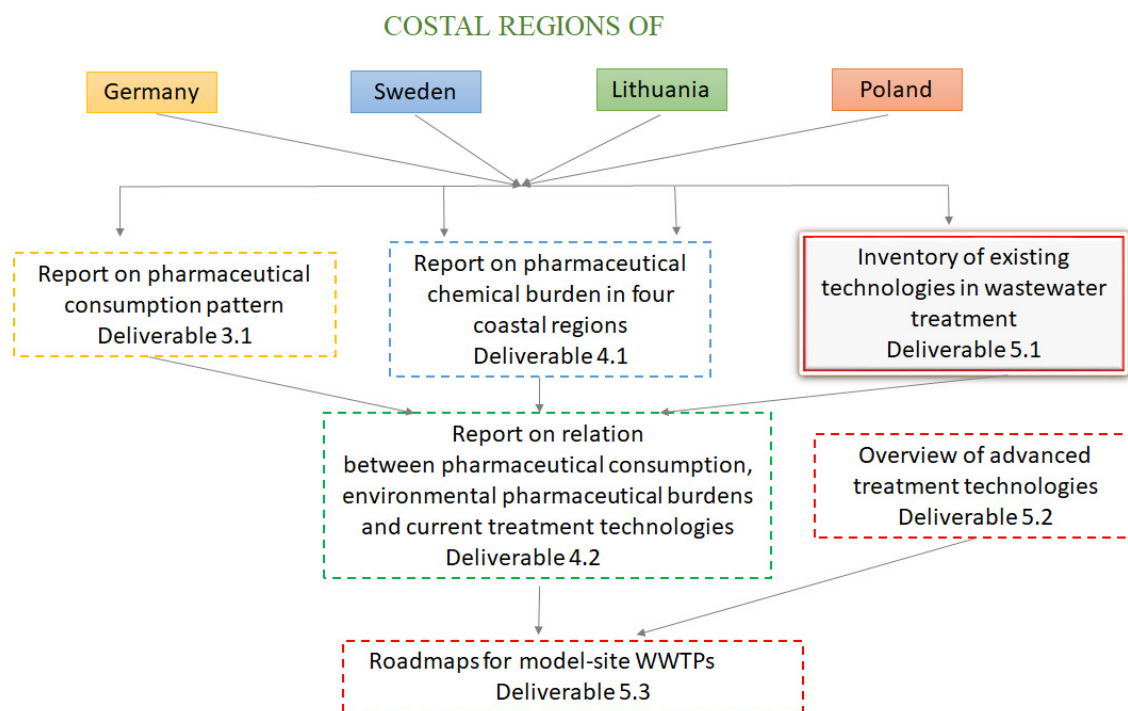 COSTAL REGIONS OF
Germany
Sweden
Lithuania
Poland
Report on pharmaceutical
consumption pattern
Deliverable 3.1
Report on pharmaceutical
chemical burden in four
coastal regions
Deliverable 4.1
Inventory of existing
technologies in wastewater
treatment
Deliverable 5.1
Report on relation
between pharmaceutical consumption,
environmental pharmaceutical burdens
and current treatment technologies
Deliverable 4.2
Overview of advanced
treatment technologies
Deliverable 5.2
Roadmaps for model-site WWTPs
Deliverable 5.3